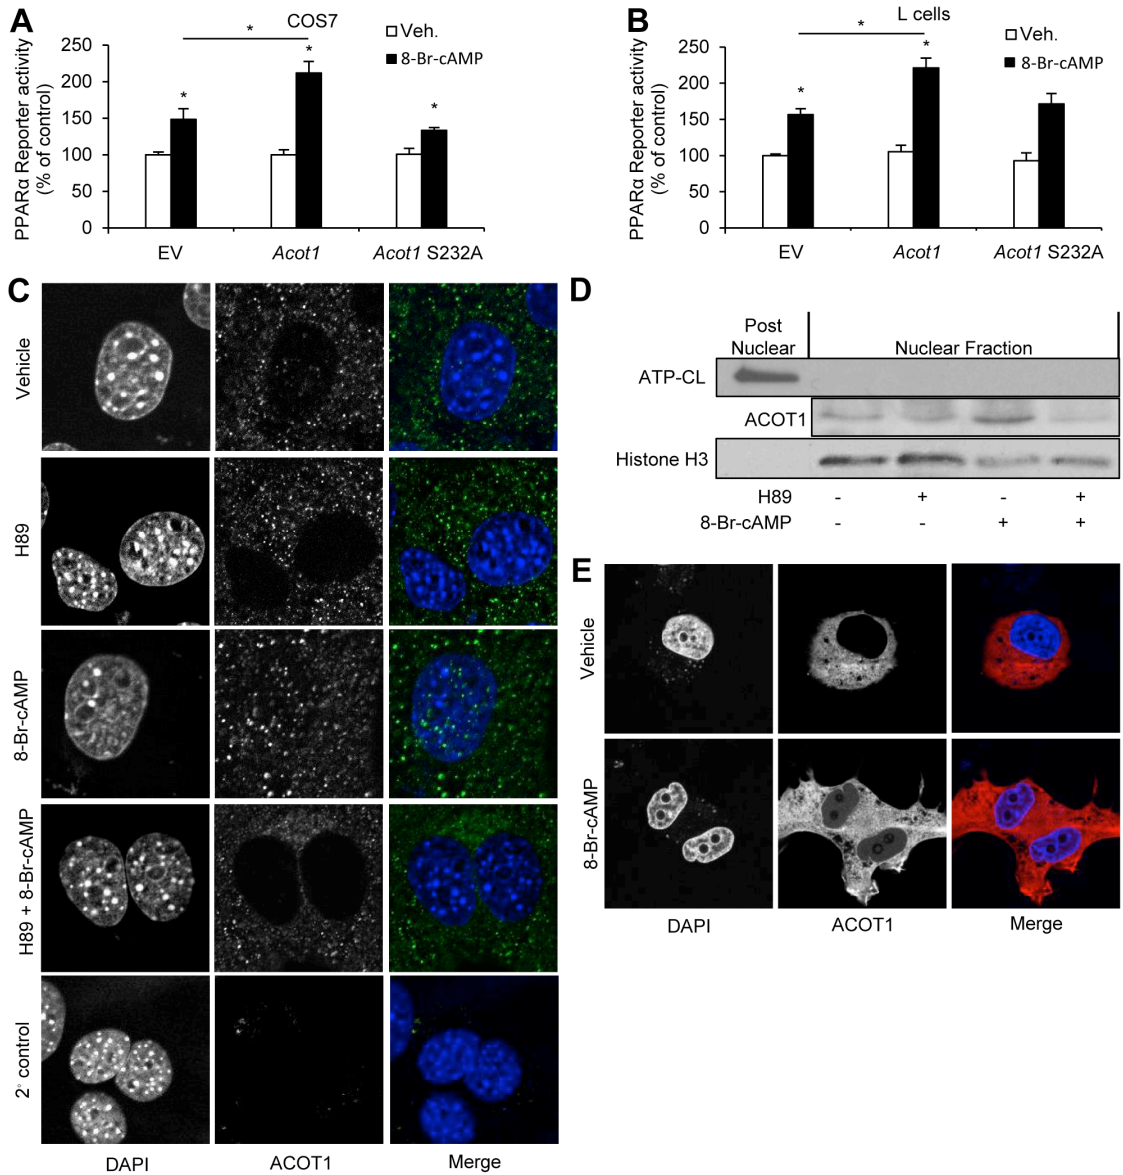 A
COS7
*
Veh.
8-Br-cAMP
PPARα Reporter activity
(% of control)
250
200
150
100
50
0
*
*
*
EV
Acot1
Acot1 S232A
B
L cells
*
Veh.
8-Br-cAMP
PPARα Reporter activity
(% of control)
250
200
150
100
50
0
*
*
EV
Acot1
Acot1 S232A
C
Vehicle
H89
8-Br-cAMP
H89 + 8-Br-cAMP
2° control
DAPI
ACOT1
Merge
D
Post
Nuclear
Nuclear Fraction
ATP-CL
ACOT1
Histone H3
H89 - + - +
8-Br-cAMP - - + +
E
Vehicle
8-Br-cAMP
DAPI
ACOT1
Merge